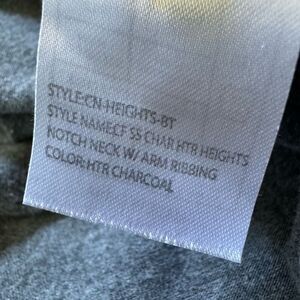 STYLE:CN-HEIGHTS-BT
STYLE NAME:CF SS CHAR HTR HEIGHTS
NOTCH NECK W/ ARM RIBBING
COLOR:HTR CHARCOAL